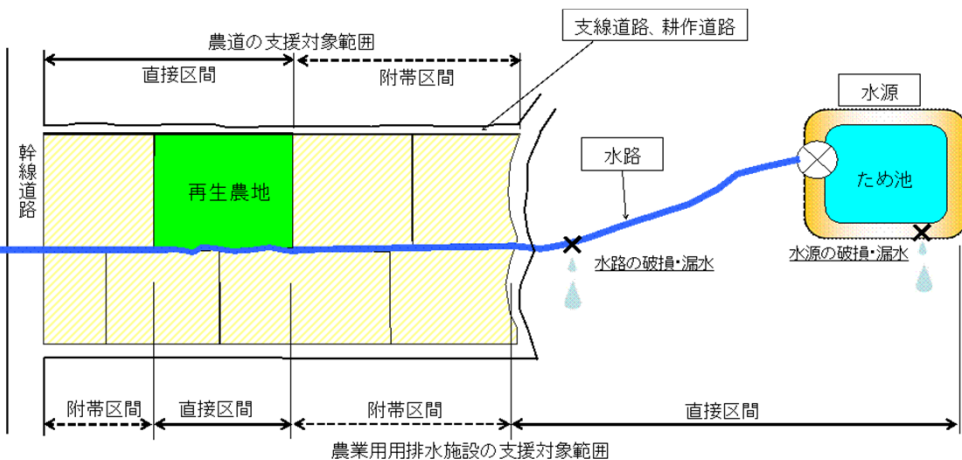 農道の支援対象範囲
支線道路、耕作道路
直接区間
附帯区間
水源
幹線道路
再生農地
水路
ため池
水路の破損・漏水
水源の破損・漏水
附帯区間
直接区間
附帯区間
直接区間
農業用用排水施設の支援対象範囲